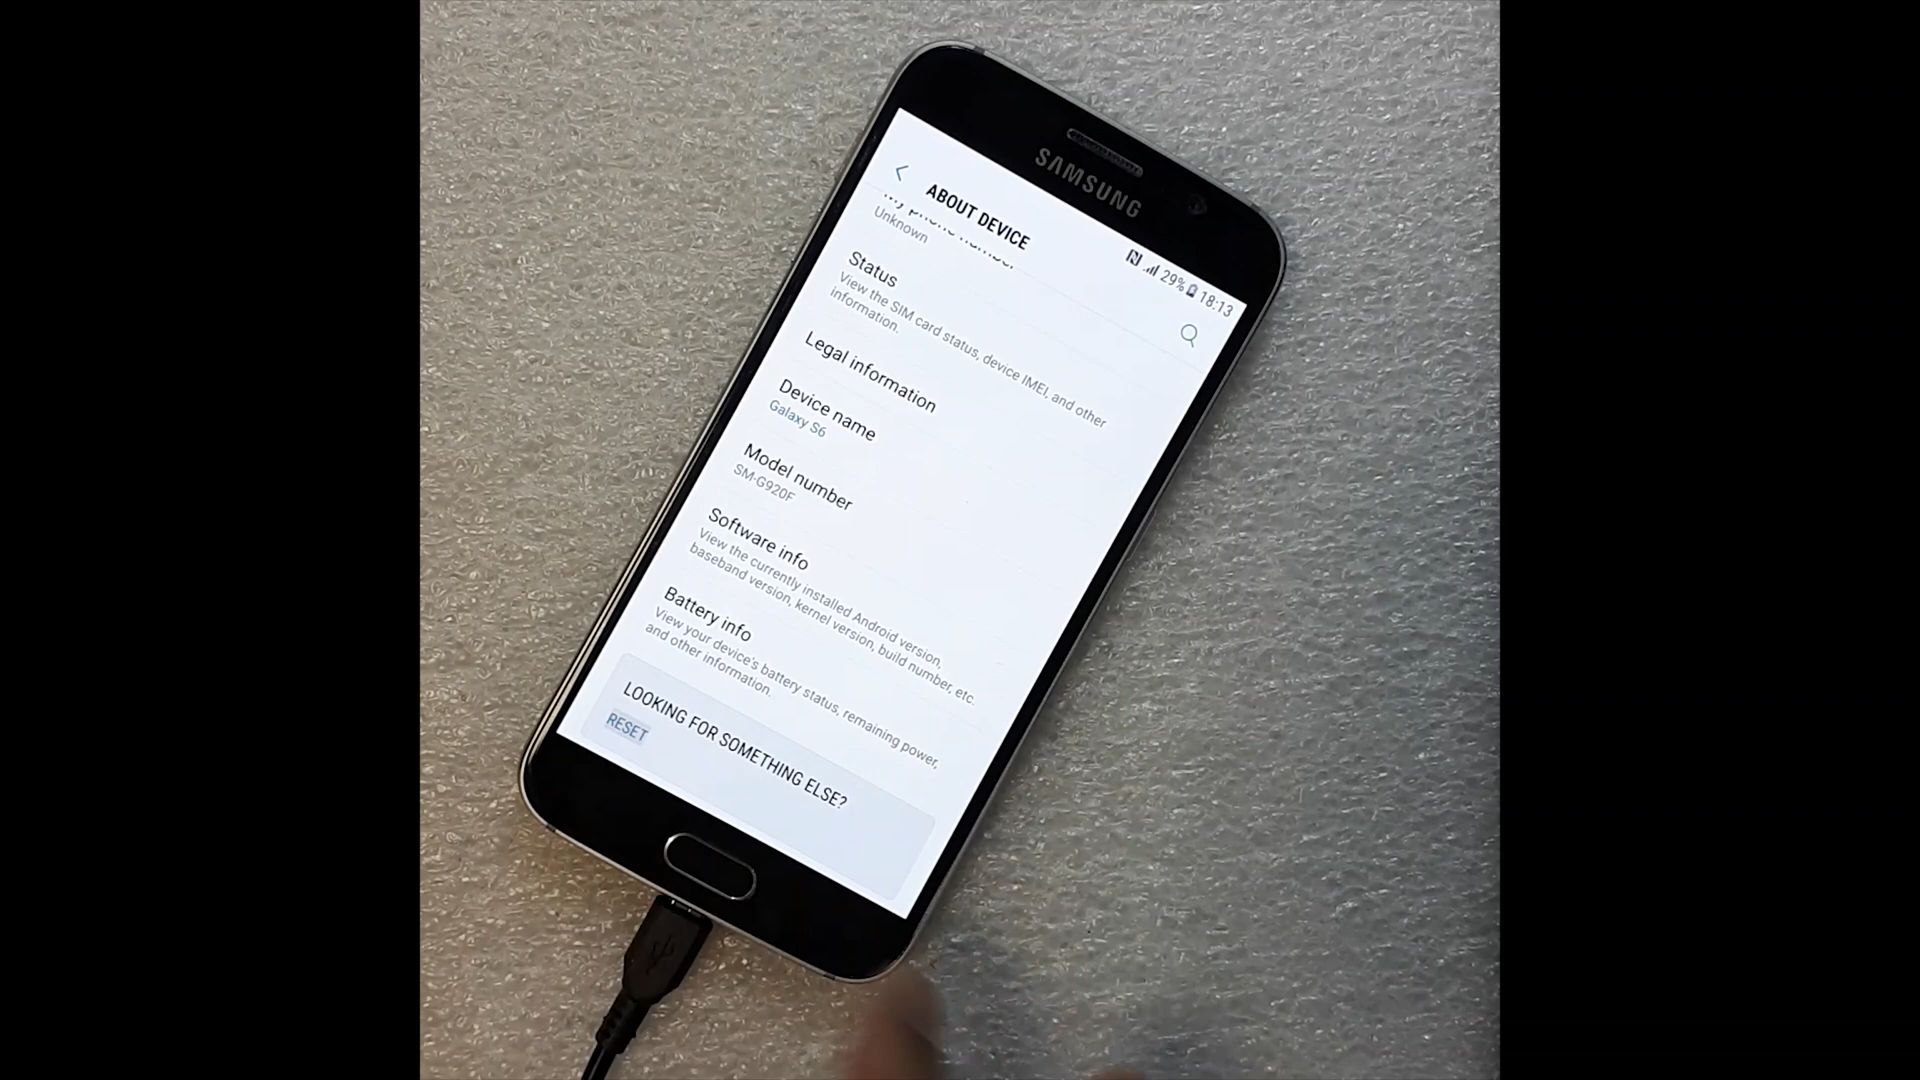 SAMSUNG
29% 18:13
ABOUT DEVICE
My phone number
Unknown
Status
View the SIM card status, device IMEI, and other
information.
Legal information
Device name
Galaxy S6
Model number
SM-G920F
Software info
View the currently installed Android version,
baseband version, kernel version, build number, etc.
Battery info
View your device's battery status, remaining power,
and other information.
LOOKING FOR SOMETHING ELSE?
RESET